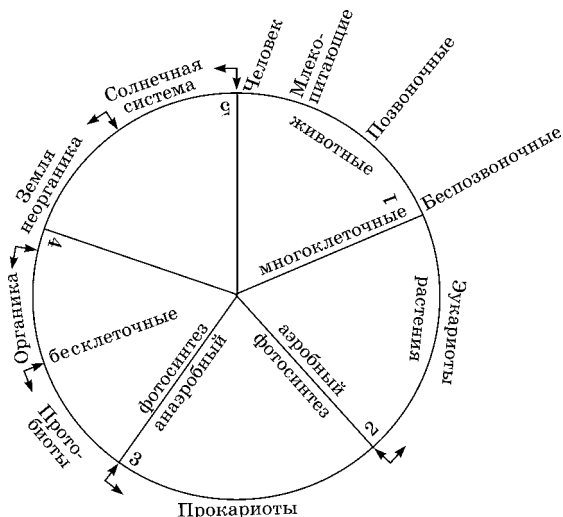 Человек
Млеко-
питающие
Позвоночные
Беспозвоночные
животные
1
многоклеточные
Эукариоты
растения
аэробный
фотосинтез
2
Прокариоты
3
фотосинтез
анаэробный
Прото-
бионты
бесклеточные
Органика
4
Земля
неорганика
Солнечная
система
5